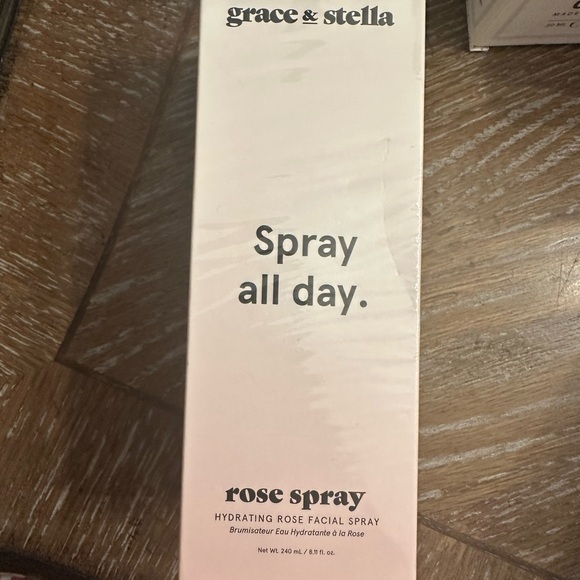 grace & stella
Spray
all day.
rose spray
HYDRATING ROSE FACIAL SPRAY
Brumisateur Eau Hydratante à la Rose
Net Wt. 240 mL / 8.11 fl. oz.